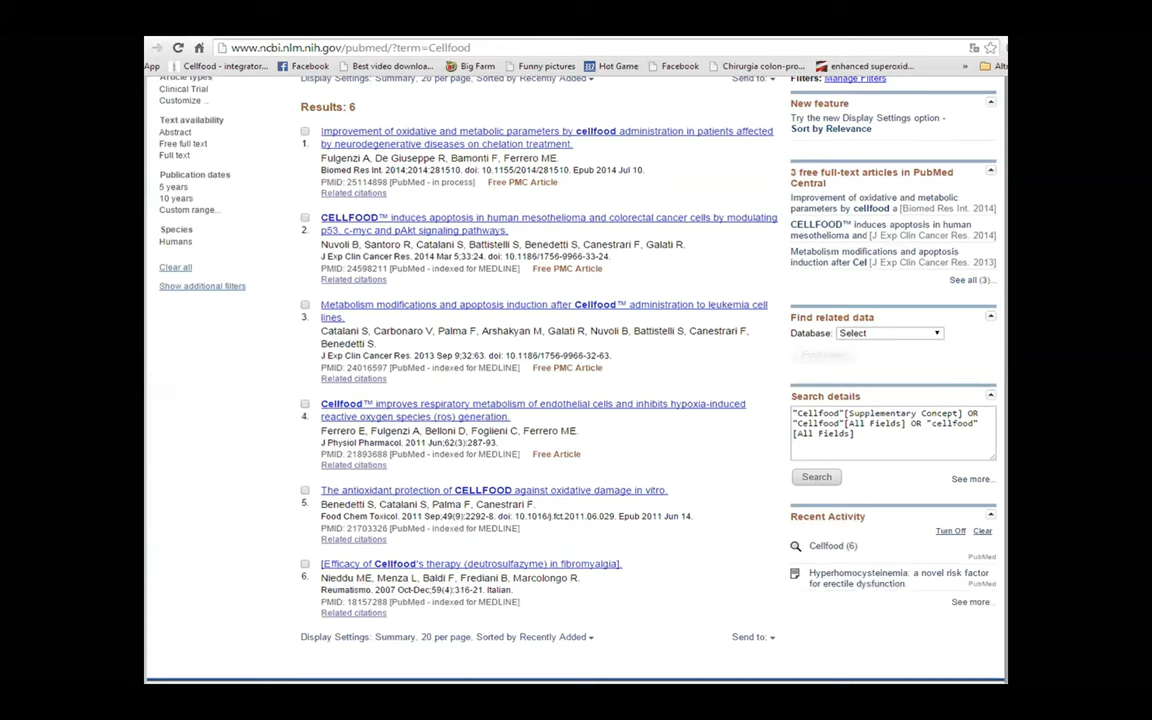 www.ncbi.nlm.nih.gov/pubmed/?term=Cellfood
App Cellfood - integrator... Facebook Best video downloa... Big Farm Funny pictures Hot Game Facebook Chirurgia colon-pro... enhanced superoxid... »
Article types
Clinical Trial
Customize ...
Text availability
Abstract
Free full text
Full text
Publication dates
5 years
10 years
Custom range...
Species
Humans
Clear all
Show additional filters
Display Settings: Summary, 20 per page, Sorted by Recently Added Send to:
Results: 6
Improvement of oxidative and metabolic parameters by cellfood administration in patients affected
1. by neurodegenerative diseases on chelation treatment.
Fulgenzi A, De Giuseppe R, Bamonti F, Ferrero ME.
Biomed Res Int. 2014;2014:281510. doi: 10.1155/2014/281510. Epub 2014 Jul 10.
PMID: 25114898 [PubMed - in process] Free PMC Article
Related citations
CELLFOOD™ induces apoptosis in human mesothelioma and colorectal cancer cells by modulating
2. p53, c-myc and pAkt signaling pathways.
Nuvoli B, Santoro R, Catalani S, Battistelli S, Benedetti S, Canestrari F, Galati R.
J Exp Clin Cancer Res. 2014 Mar 5;33:24. doi: 10.1186/1756-9966-33-24.
PMID: 24598211 [PubMed - indexed for MEDLINE] Free PMC Article
Related citations
Metabolism modifications and apoptosis induction after Cellfood™ administration to leukemia cell
3. lines.
Catalani S, Carbonaro V, Palma F, Arshakyan M, Galati R, Nuvoli B, Battistelli S, Canestrari F,
Benedetti S.
J Exp Clin Cancer Res. 2013 Sep 9;32:63. doi: 10.1186/1756-9966-32-63.
PMID: 24016597 [PubMed - indexed for MEDLINE] Free PMC Article
Related citations
Cellfood™ improves respiratory metabolism of endothelial cells and inhibits hypoxia-induced
4. reactive oxygen species (ros) generation.
Ferrero E, Fulgenzi A, Belloni D, Foglieni C, Ferrero ME.
J Physiol Pharmacol. 2011 Jun;62(3):287-93.
PMID: 21893688 [PubMed - indexed for MEDLINE] Free Article
Related citations
The antioxidant protection of CELLFOOD against oxidative damage in vitro.
5. Benedetti S, Catalani S, Palma F, Canestrari F.
Food Chem Toxicol. 2011 Sep;49(9):2292-8. doi: 10.1016/j.fct.2011.06.029. Epub 2011 Jun 14.
PMID: 21703326 [PubMed - indexed for MEDLINE]
Related citations
[Efficacy of Cellfood's therapy (deutrosulfazyme) in fibromyalgia].
6. Nieddu ME, Menza L, Baldi F, Frediani B, Marcolongo R.
Reumatismo. 2007 Oct-Dec;59(4):316-21. Italian.
PMID: 18157288 [PubMed - indexed for MEDLINE]
Related citations
Display Settings: Summary, 20 per page, Sorted by Recently Added Send to:
Filters: Manage Filters
New feature
Try the new Display Settings option -
Sort by Relevance
3 free full-text articles in PubMed
Central
Improvement of oxidative and metabolic
parameters by cellfood a [Biomed Res Int. 2014]
CELLFOOD™ induces apoptosis in human
mesothelioma and [J Exp Clin Cancer Res. 2014]
Metabolism modifications and apoptosis
induction after Cel [J Exp Clin Cancer Res. 2013]
See all (3)...
Find related data
Database: Select
Search details
"Cellfood"[Supplementary Concept] OR
"Cellfood"[All Fields] OR "cellfood"
[All Fields]
Search See more...
Recent Activity
Turn Off Clear
Cellfood (6)
PubMed
Hyperhomocysteinemia: a novel risk factor
for erectile dysfunction.
PubMed
See more...